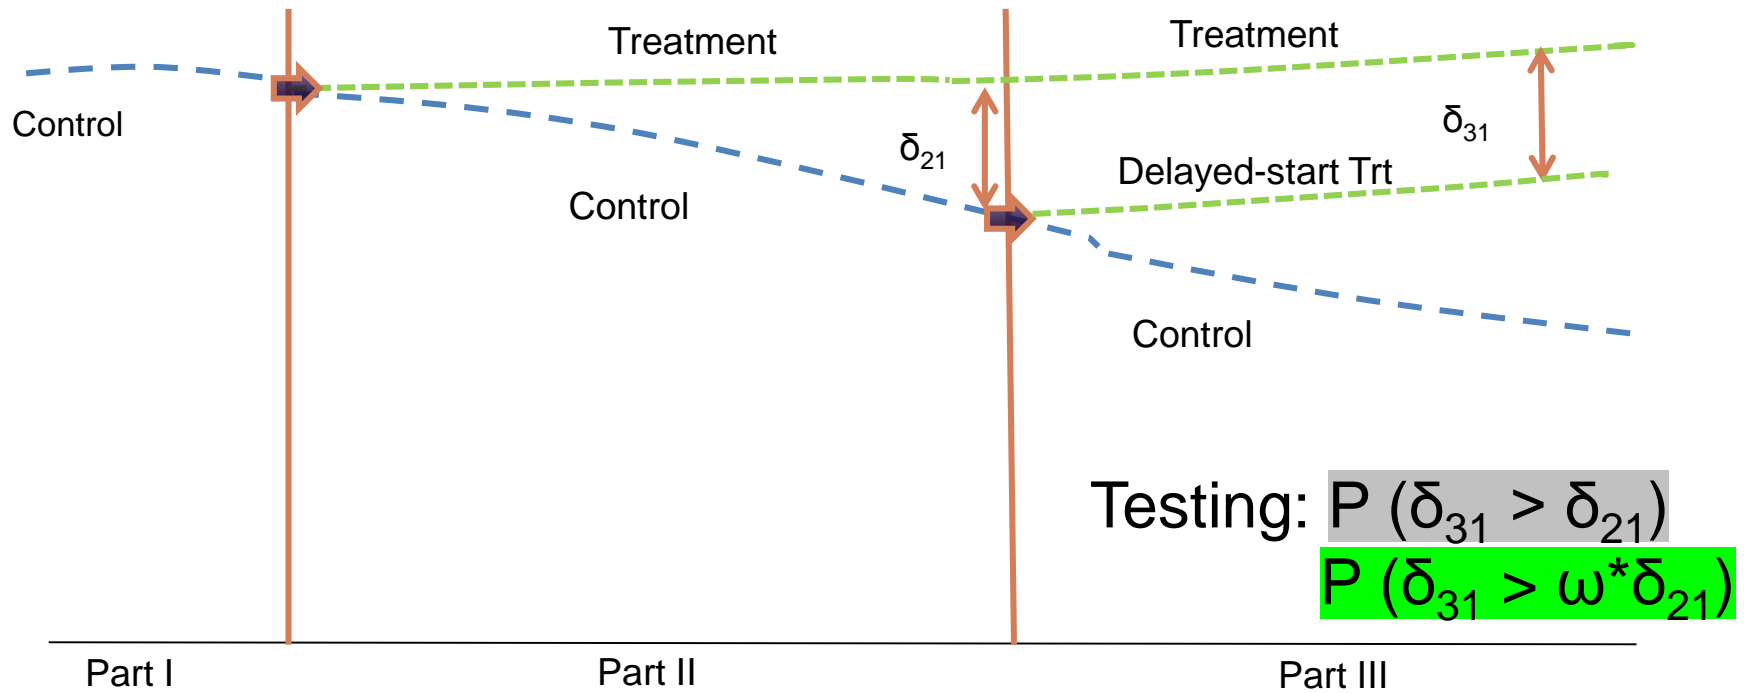 Treatment
Treatment
Control
δ21
δ31
Delayed-start Trt
Control
Control
Testing: P (δ31 > δ21)
P (δ31 > ω*δ21)
Part I
Part II
Part III